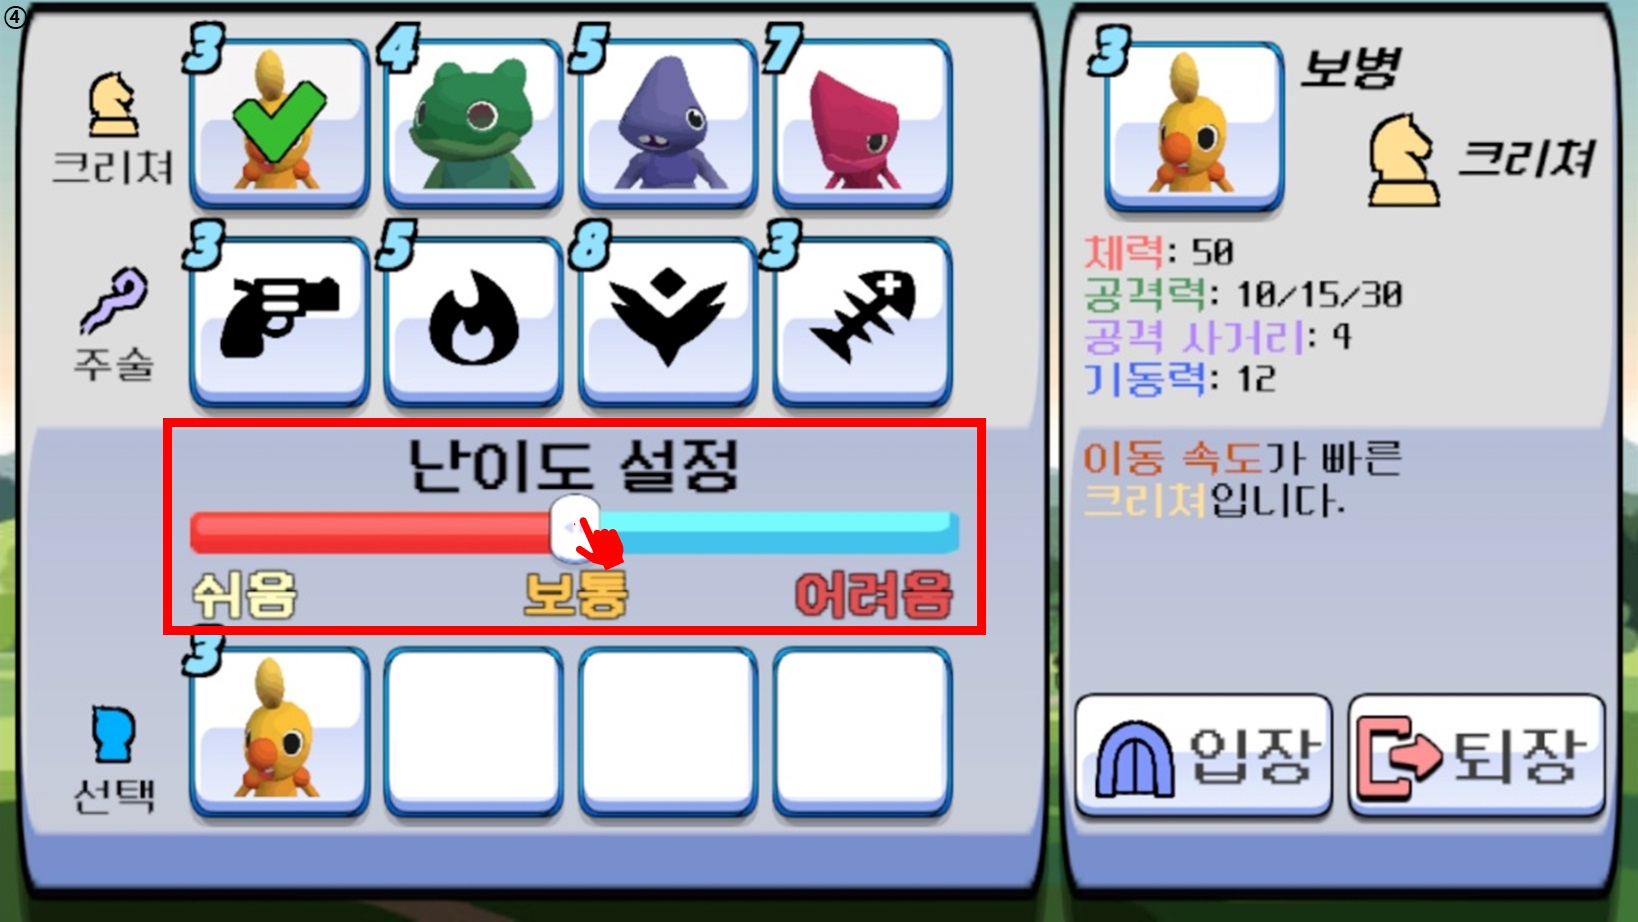 ④
3 4 5 7
크리쳐
3 5 8 3
주술
난이도 설정
쉬움 보통 어려움
3
선택
3 보병
크리쳐
체력: 50
공격력: 10/15/30
공격 사거리: 4
기동력: 12
이동 속도가 빠른
크리쳐입니다.
입장 퇴장